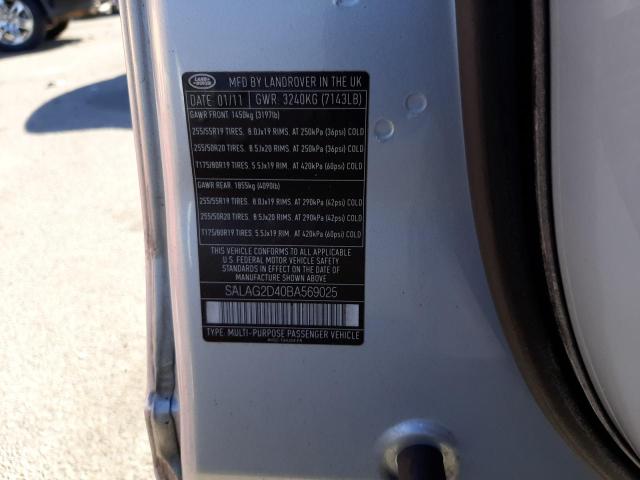 LAND ROVER
MFD BY LANDROVER IN THE UK
DATE 01/11 GWR. 3240KG (7143LB)
GAWR FRONT. 1450kg (3197lb)
255/55R19 TIRES. 8.0Jx19 RIMS. AT 250kPa (36psi) COLD
255/50R20 TIRES. 8.5Jx20 RIMS. AT 250kPa (36psi) COLD
T175/80R19 TIRES. 5.5Jx19 RIM. AT 420kPa (60psi) COLD
GAWR REAR. 1855kg (4090lb)
255/55R19 TIRES. 8.0Jx19 RIMS. AT 290kPa (42psi) COLD
255/50R20 TIRES. 8.5Jx20 RIMS. AT 290kPa (42psi) COLD
T175/80R19 TIRES. 5.5Jx19 RIM. AT 420kPa (60psi) COLD
THIS VEHICLE CONFORMS TO ALL APPLICABLE
U.S. FEDERAL MOTOR VEHICLE SAFETY
STANDARDS IN EFFECT ON THE DATE OF
MANUFACTURE SHOWN ABOVE
SALAG2D40BA569025
TYPE: MULTI-PURPOSE PASSENGER VEHICLE